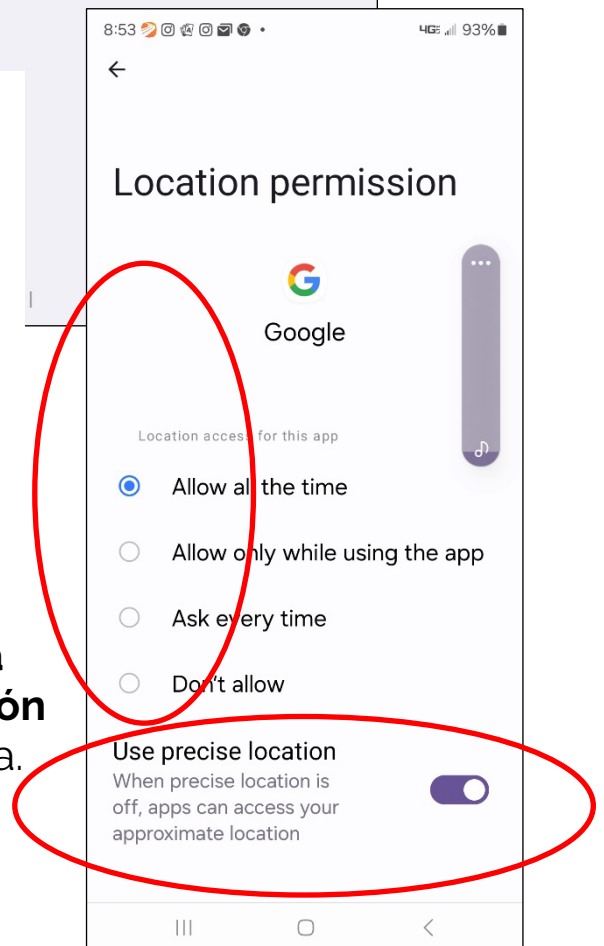 8:53
4GE 93%
Location permission
Google
Location access for this app
Allow all the time
Allow only while using the app
Ask every time
Don't allow
ón
a.
Use precise location
When precise location is
off, apps can access your
approximate location